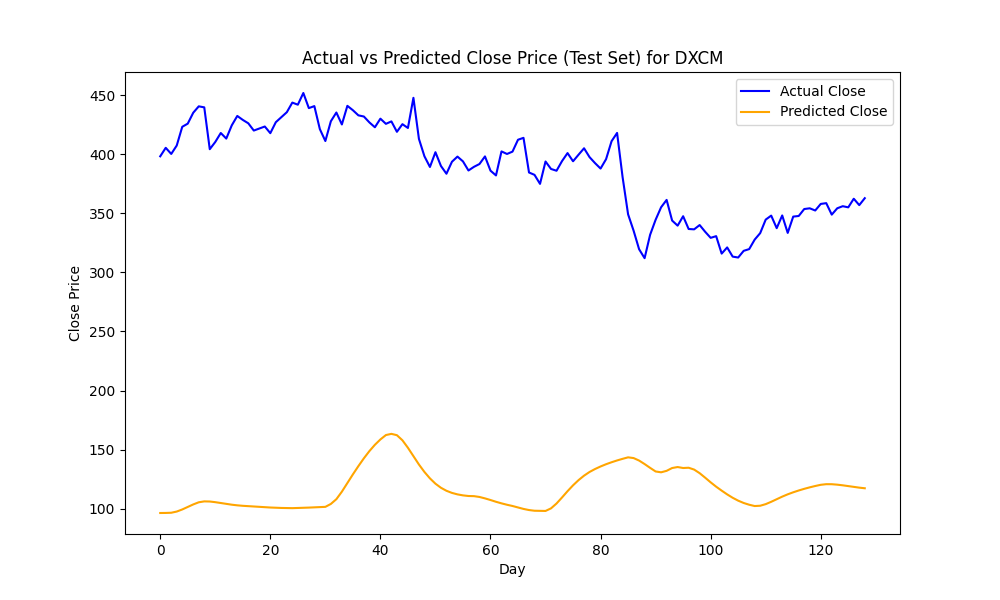 Actual vs Predicted Close Price (Test Set) for DXCM
Actual Close
Predicted Close
450
400
350
300
250
200
150
100
Close Price
0 20 40 60 80 100 120
Day